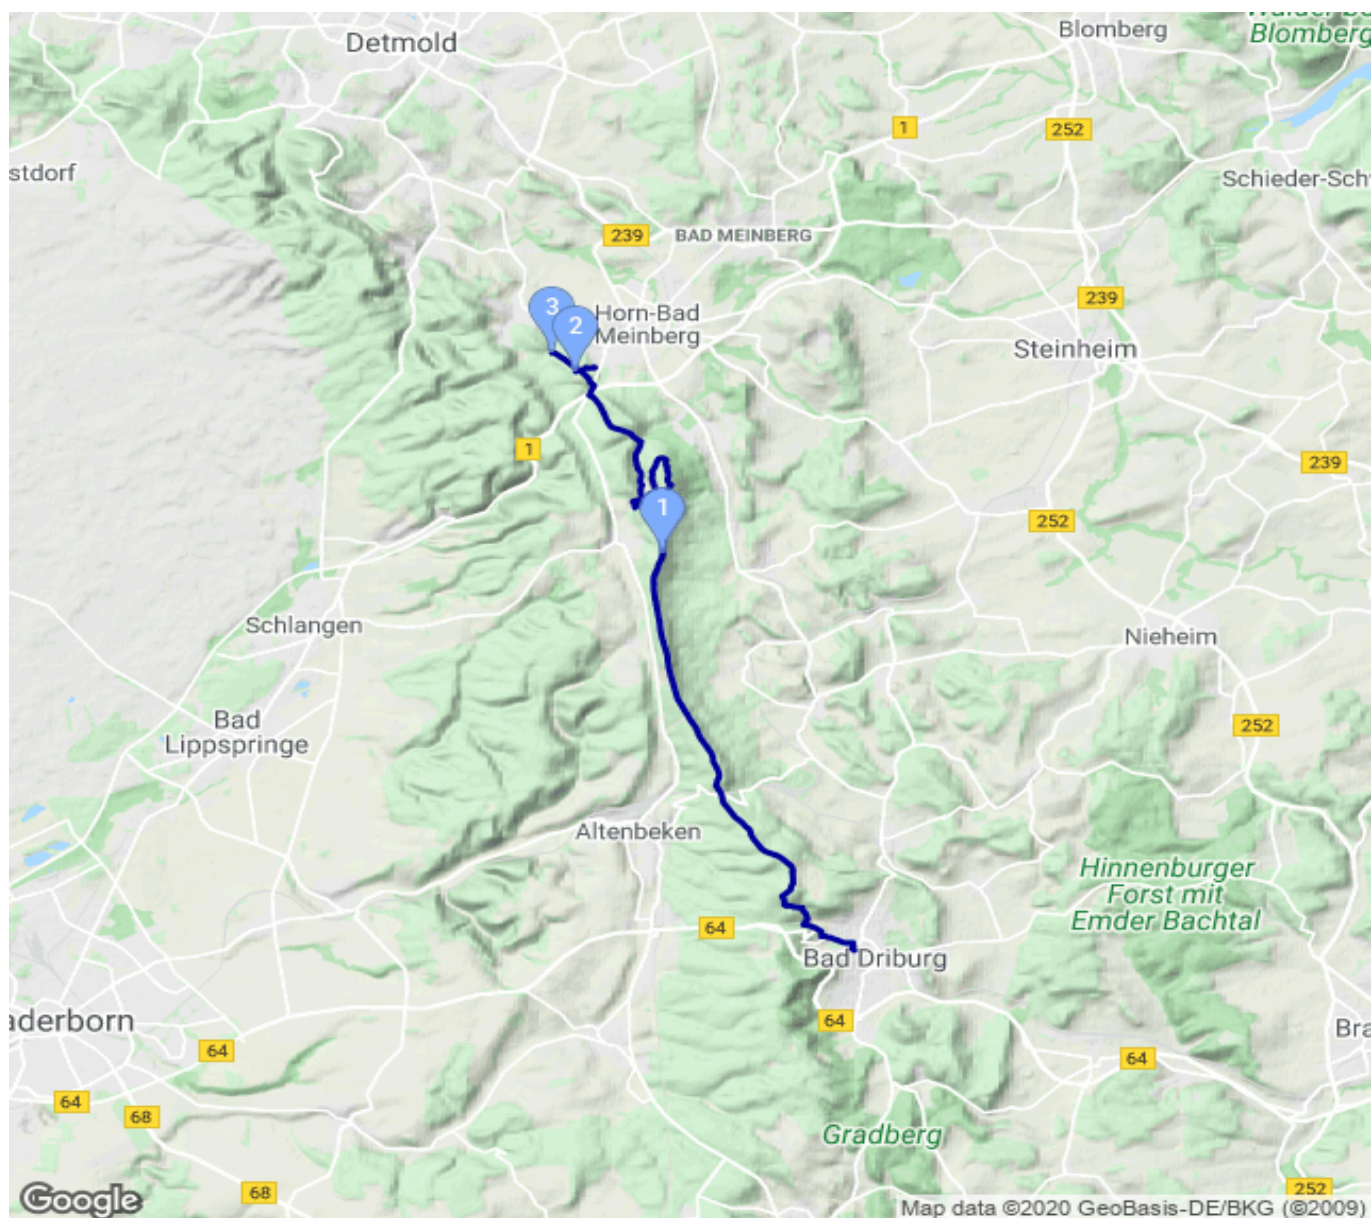 Blomberg
Blomberg
Detmold
1
252
stdorf
Schieder-Sch
239
BAD MEINBERG
239
3
2
Horn-Bad
Meinberg
Steinheim
1
239
1
252
Schlangen
Nieheim
Bad
Lippspringe
252
Altenbeken
Hinnenburger
Forst mit
Emder Bachtal
64
Bad Driburg
aderborn
64
Bra
64
64
64
68
Gradberg
68
252
Google
Map data ©2020 GeoBasis-DE/BKG (©2009)